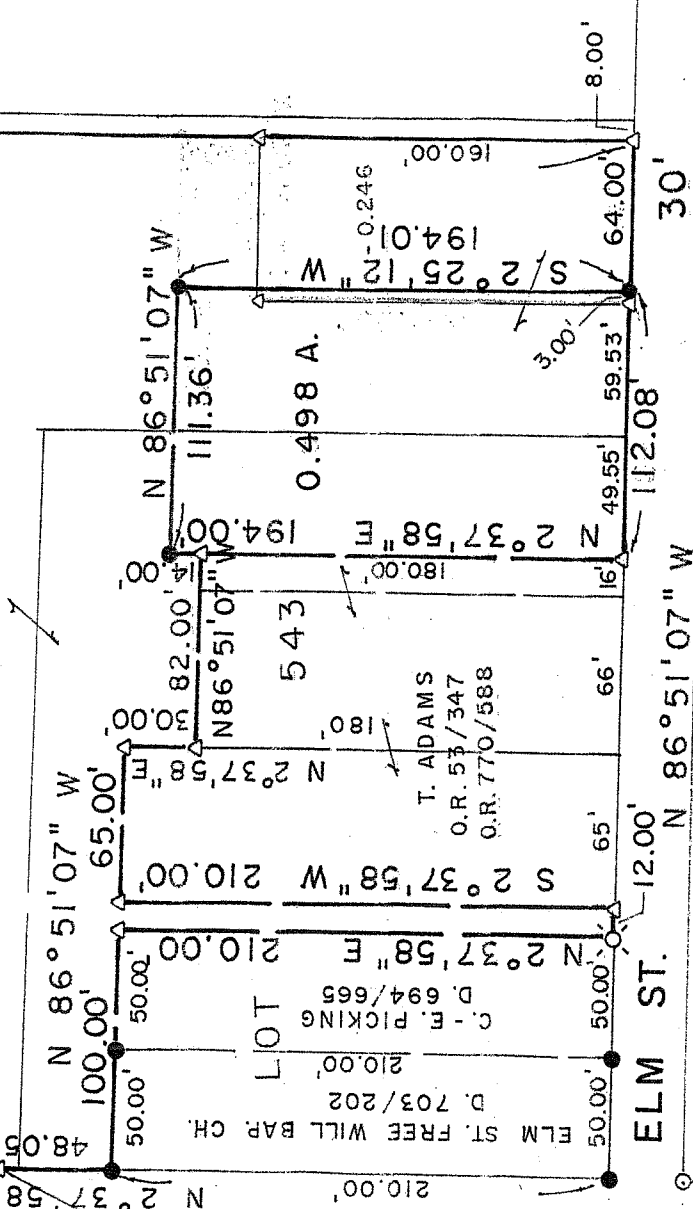 8.00'
160.00'
64.00'
30'
-0.246
194.01
S 2°25'12" W
3.00'
N 86°51'07" W
111.36'
0.498 A.
59.53'
49.55'
112.08'
194.00'
N 2°37'58" E
14.00'
180.00'
16'
82.00'
N86°51'07" W
543
30.00'
N 2°37'58" E
180'
66'
T. ADAMS
O.R. 53/347
O.R. 770/588
N 86°51'07" W
65.00'
65'
S 2°37'58" W
210.00'
12.00'
N 86°51'07" W
N 2°37'58" E
210.00
100.00'
50.00'
50.00'
LOT
C.-E. PICKING
D. 694/665
210.00'
50.00'
50.00'
ELM ST. FREE WILL BAP. CH.
D. 703/202
210.00'
ELM ST.
48.05
N 2°37'58